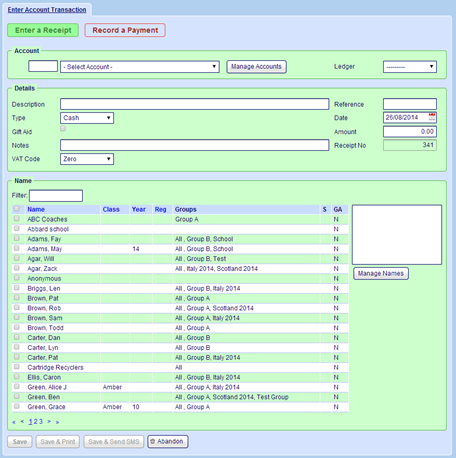 Enter Account Transaction
Enter a Receipt Record a Payment
Account
- Select Account - Manage Accounts Ledger ---------
Details
Description Reference
Type Cash Date 26/08/2014
Gift Aid Amount 0.00
Notes Receipt No 341
VAT Code Zero
Name
Filter:
Name Class Year Reg Groups S GA
ABC Coaches Group A N
Abbard school N
Adams, Fay All , Group B, School N
Adams, May 14 All , Group B, School N
Agar, Will All , Group B, Test N
Agar, Zack All , Italy 2014, Scotland 2014 N
Anonymous N
Briggs, Len All , Group B, Italy 2014 N
Brown, Pat All , Group A N
Brown, Rob All , Group A, Scotland 2014 N
Brown, Sam All , Group A, Italy 2014 N
Brown, Todd All , Group A N
Carter, Dan All , Group B N
Carter, Lyn All , Group B N
Carter, Pat All , Group B, Italy 2014 N
Cartridge Recyclers All N
Ellis, Caron All , Group B, Italy 2014 N
Green, Alice J Amber All , Group A, Italy 2014 N
Green, Ben All , Group A, Scotland 2014, Test Group N
Green, Grace Amber 10 All , Group A N
Manage Names
« < 1 2 3 > »
Save Save & Print Save & Send SMS Abandon